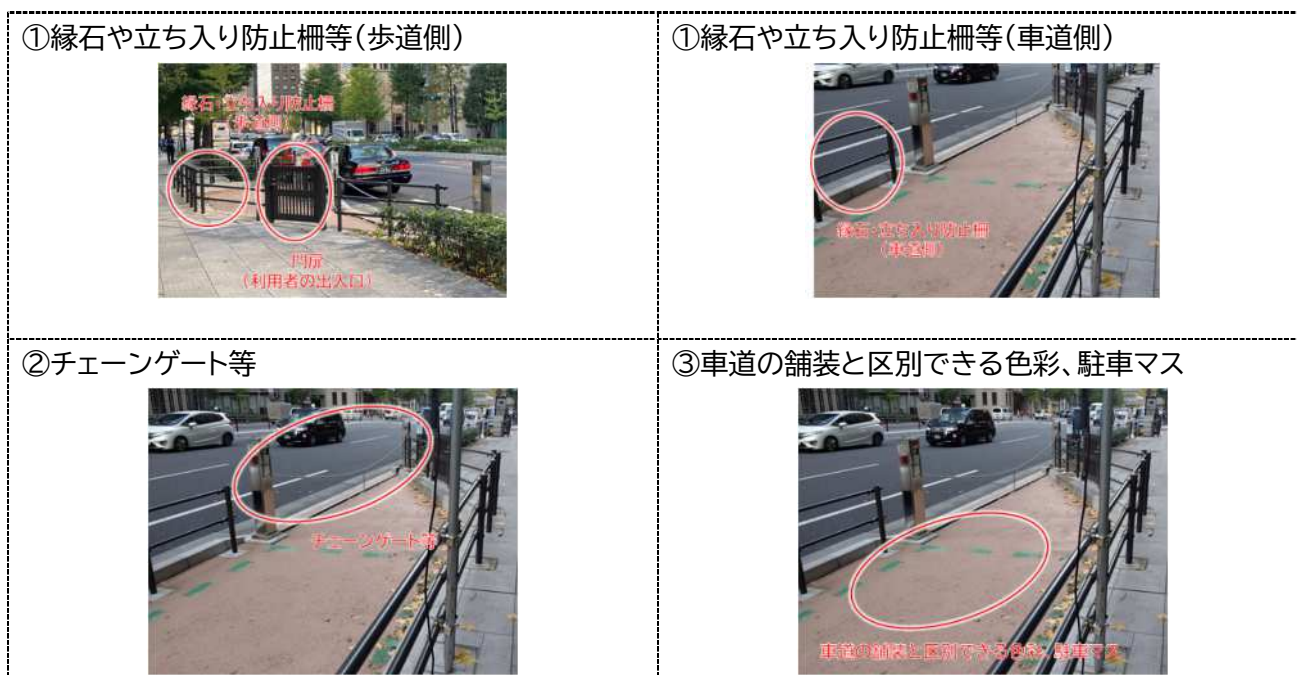 ①縁石や立ち入り防止柵等(歩道側)
縁石・立ち入り防止柵
(歩道側)
門扉
(利用者の出入口)
①縁石や立ち入り防止柵等(車道側)
縁石・立ち入り防止柵
(車道側)
②チェーンゲート等
チェーンゲート等
③車道の舗装と区別できる色彩、駐車マス
車道の舗装と区別できる色彩、駐車マス